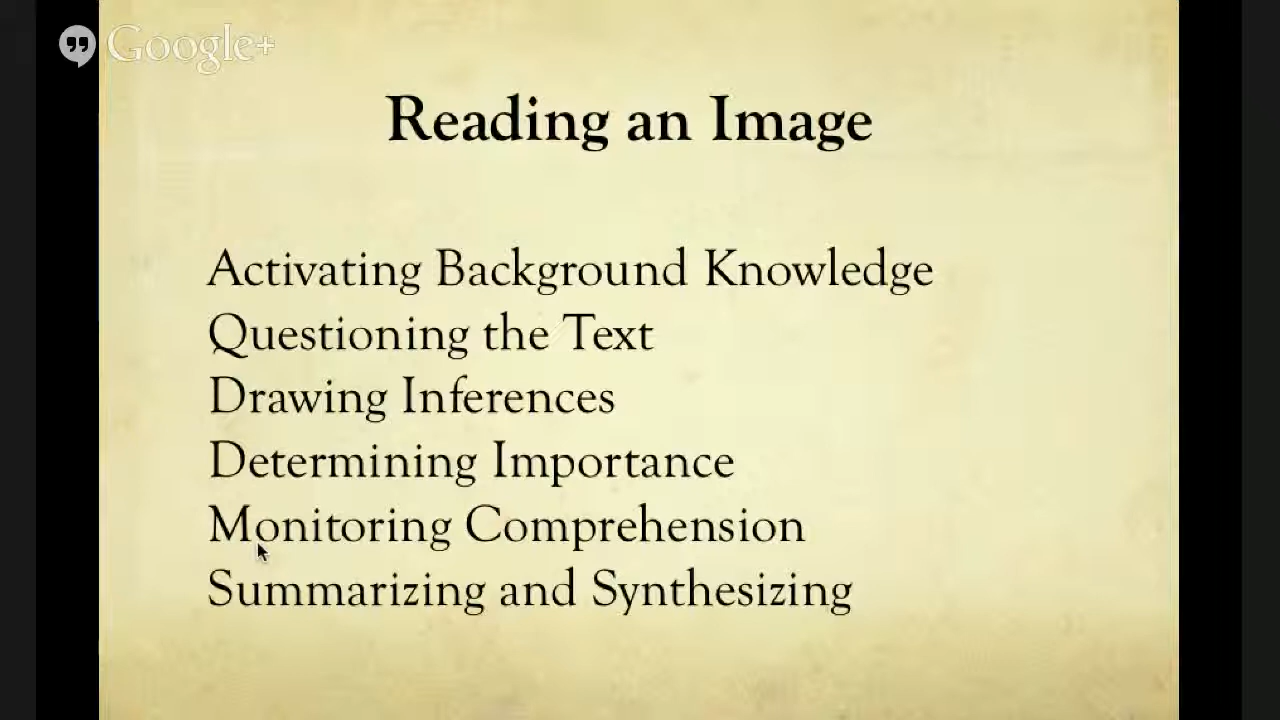 Google+
Reading an Image
Activating Background Knowledge
Questioning the Text
Drawing Inferences
Determining Importance
Monitoring Comprehension
Summarizing and Synthesizing